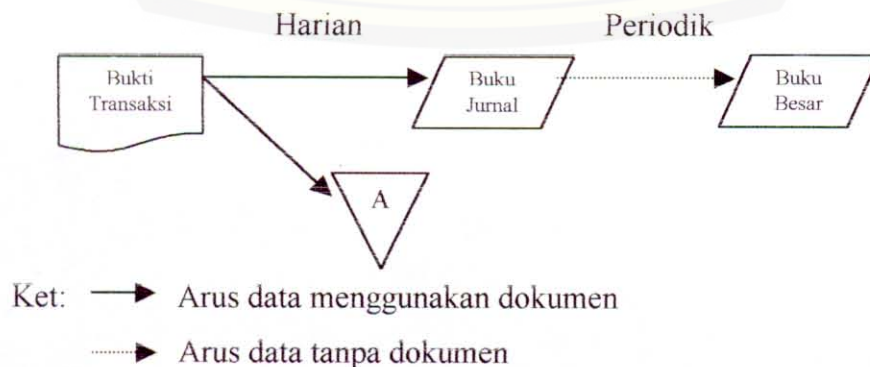 Harian Periodik
Bukti
Transaksi
Buku
Jurnal
Buku
Besar
A
Ket: Arus data menggunakan dokumen
Arus data tanpa dokumen